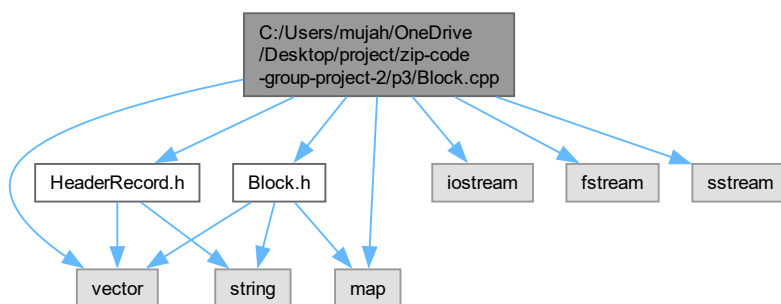 C:/Users/mujah/OneDrive
/Desktop/project/zip-code
-group-project-2/p3/Block.cpp
HeaderRecord.h
Block.h
iostream
fstream
sstream
vector
string
map